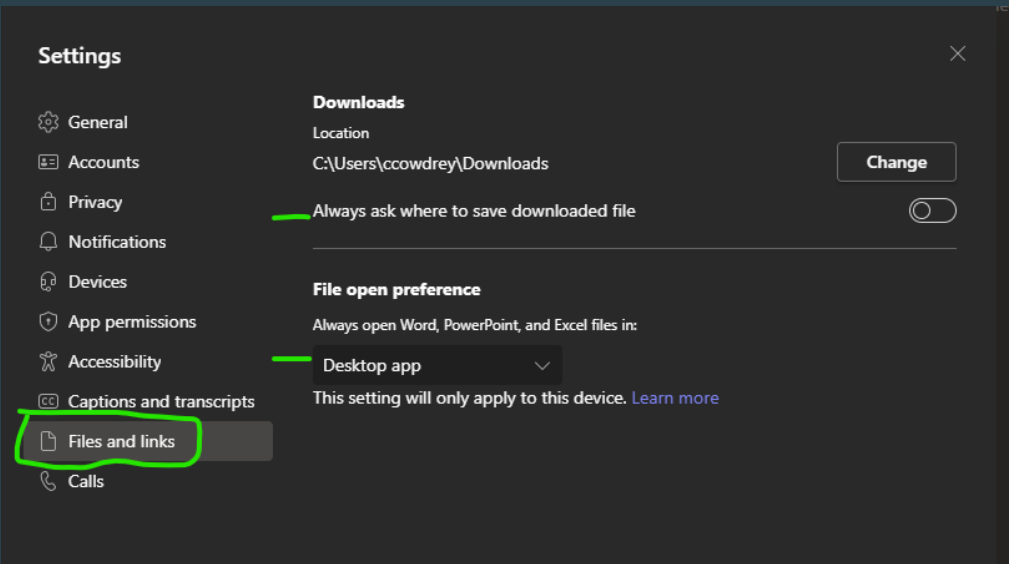 Settings
General
Accounts
Privacy
Notifications
Devices
App permissions
Accessibility
CC Captions and transcripts
Files and links
Calls
Downloads
Location
C:\Users\ccowdrey\Downloads
Change
Always ask where to save downloaded file
File open preference
Always open Word, PowerPoint, and Excel files in:
Desktop app
This setting will only apply to this device. Learn more